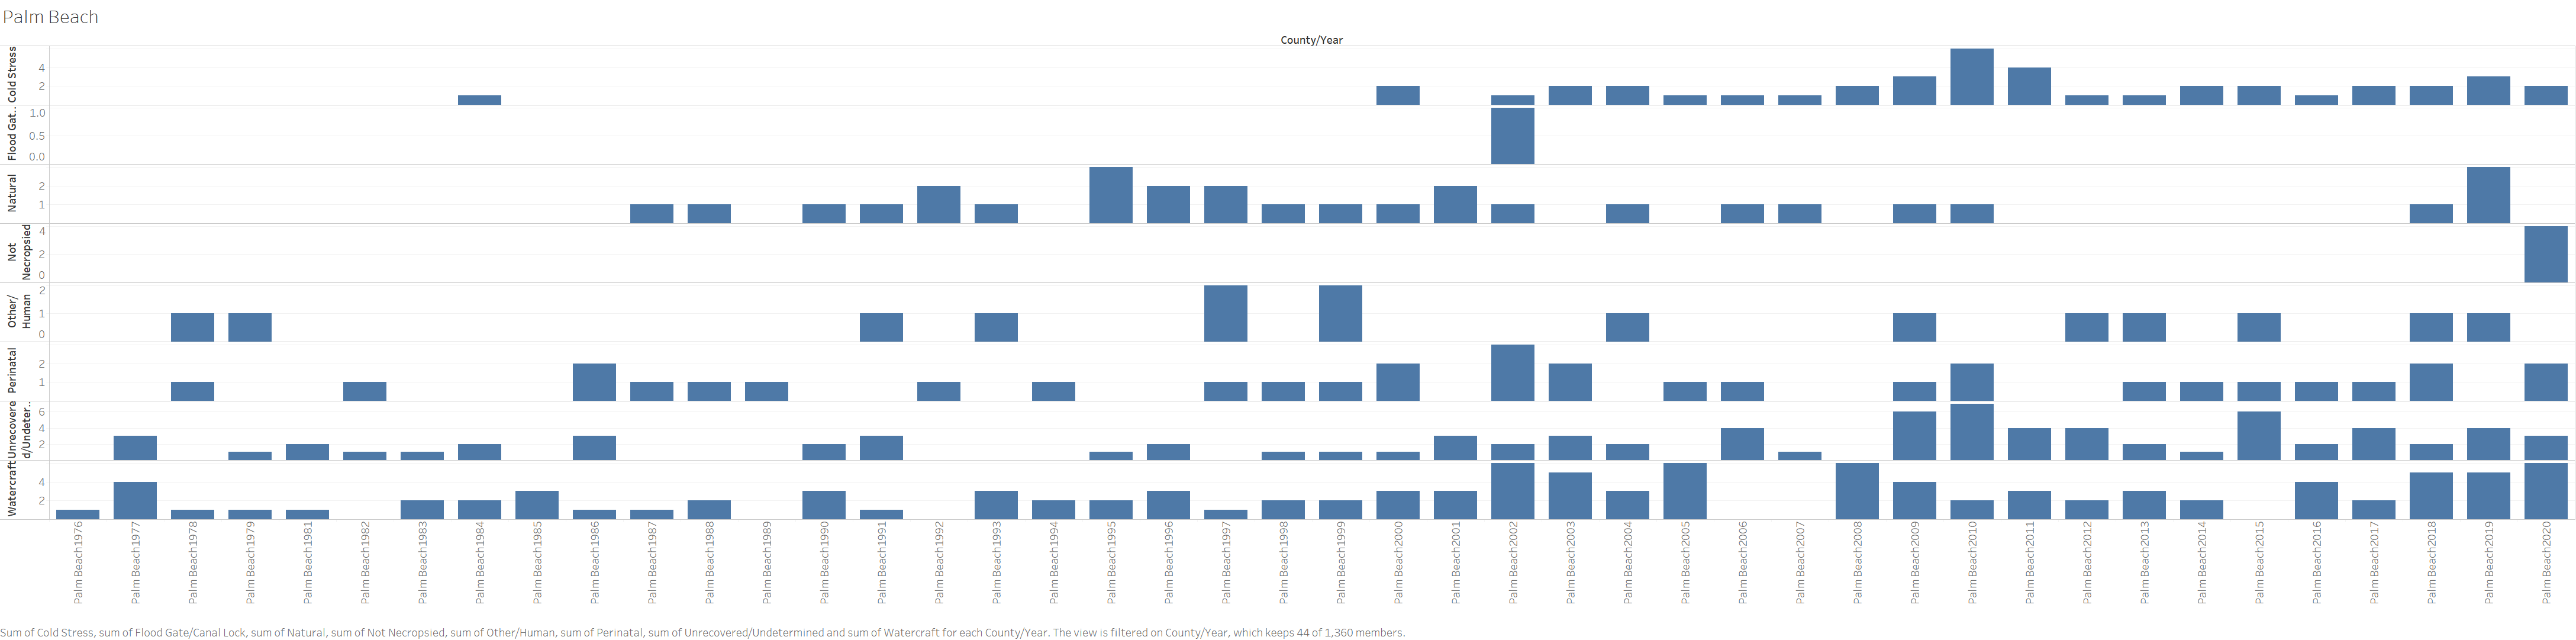 Palm Beach
County/Year
Cold Stress
4
2
Flood Gat..
1.0
0.5
0.0
Natural
2
1
Not
Necropsied
4
2
0
Other/
Human
2
1
0
Perinatal
2
1
Unrecovere
d/Undeter..
6
4
2
Watercraft
4
2
Palm Beach1976
Palm Beach1977
Palm Beach1978
Palm Beach1979
Palm Beach1981
Palm Beach1982
Palm Beach1983
Palm Beach1984
Palm Beach1985
Palm Beach1986
Palm Beach1987
Palm Beach1988
Palm Beach1989
Palm Beach1990
Palm Beach1991
Palm Beach1992
Palm Beach1993
Palm Beach1994
Palm Beach1995
Palm Beach1996
Palm Beach1997
Palm Beach1998
Palm Beach1999
Palm Beach2000
Palm Beach2001
Palm Beach2002
Palm Beach2003
Palm Beach2004
Palm Beach2005
Palm Beach2006
Palm Beach2007
Palm Beach2008
Palm Beach2009
Palm Beach2010
Palm Beach2011
Palm Beach2012
Palm Beach2013
Palm Beach2014
Palm Beach2015
Palm Beach2016
Palm Beach2017
Palm Beach2018
Palm Beach2019
Palm Beach2020
Sum of Cold Stress, sum of Flood Gate/Canal Lock, sum of Natural, sum of Not Necropsied, sum of Other/Human, sum of Perinatal, sum of Unrecovered/Undetermined and sum of Watercraft for each County/Year. The view is filtered on County/Year, which keeps 44 of 1,360 members.